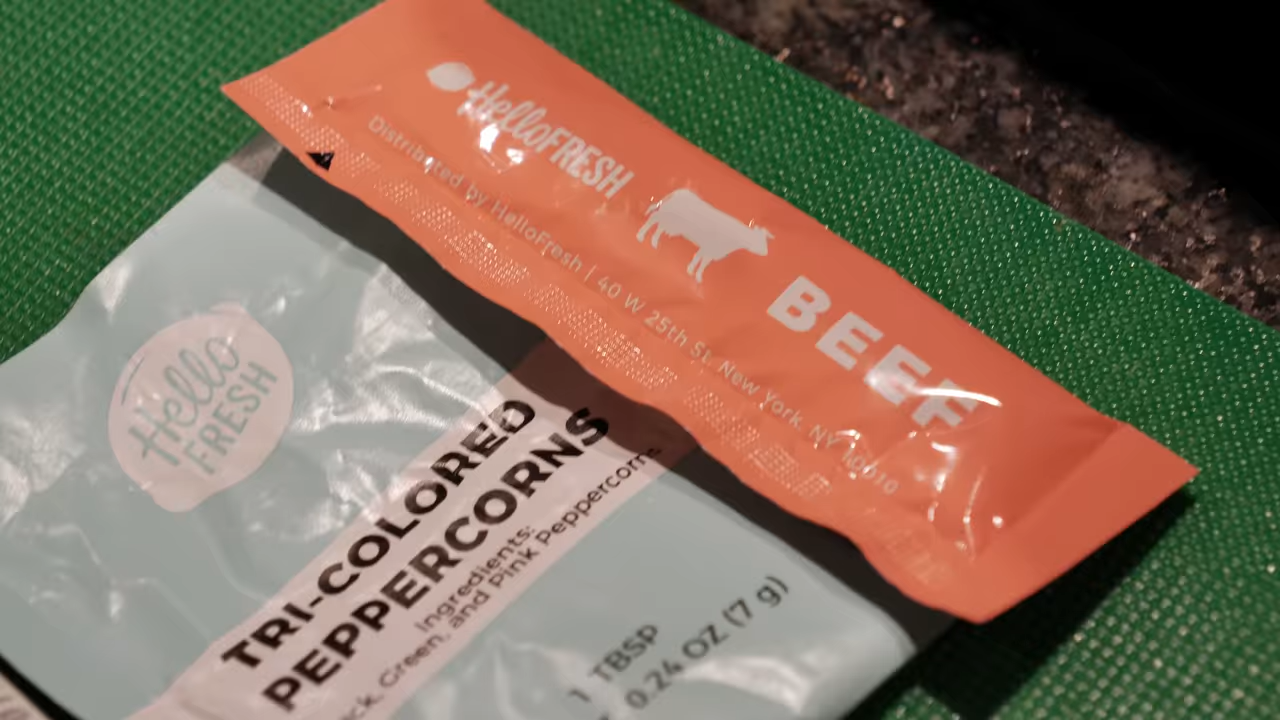 HelloFRESH
BEEF
Distributed by HelloFresh | 40 W 25th St. New York, NY 10010
Hello
FRESH
TRI-COLORED
PEPPERCORNS
Ingredients:
ck, Green, and Pink Peppercorns
1 TBSP
0.24 OZ (7 g)